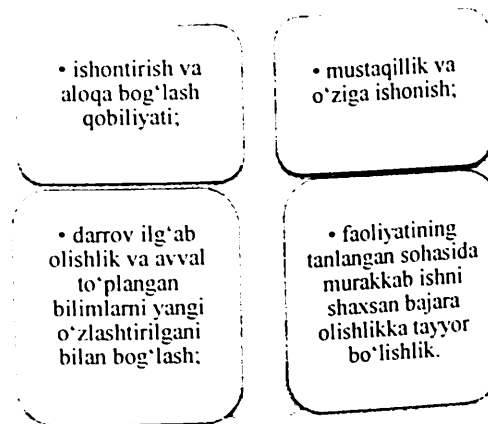 • ishontirish va
aloqa bog‘lash
qobiliyati;
• mustaqillik va
o‘ziga ishonish;
• darrov ilg‘ab
olishlik va avval
to‘plangan
bilimlarni yangi
o‘zlashtirilgani
bilan bog‘lash;
• faoliyatining
tanlangan sohasida
murakkab ishni
shaxsan bajara
olishlikka tayyor
bo‘lishlik.